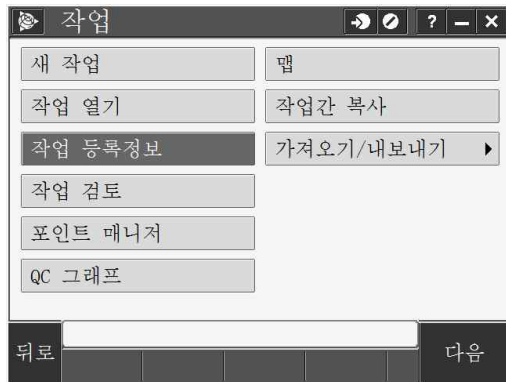 작업
? – ×
새 작업
작업 열기
작업 등록정보
작업 검토
포인트 매니저
QC 그래프
맵
작업간 복사
가져오기/내보내기
뒤로
다음